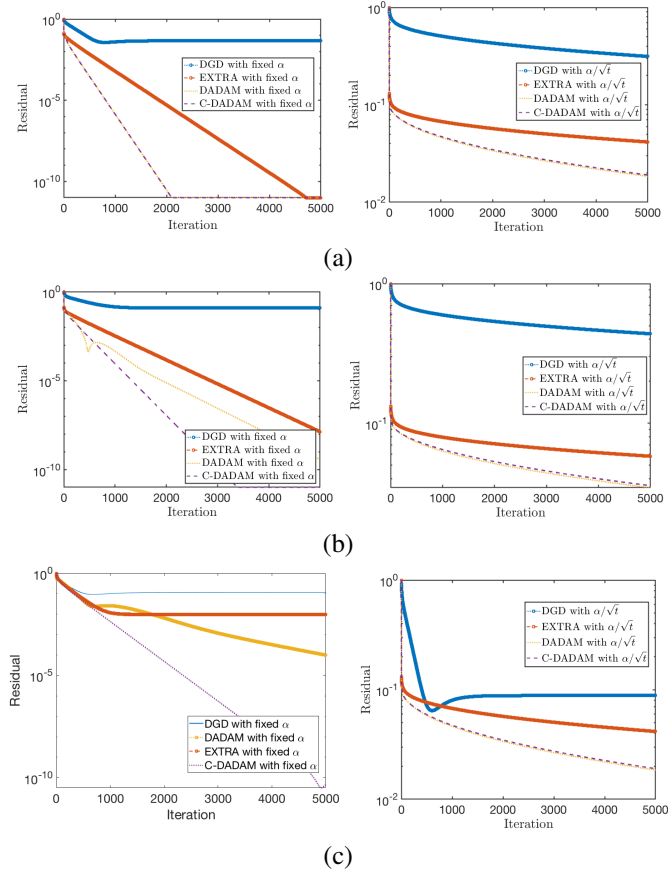 10^0
10^-5
10^-10
Residual
0 1000 2000 3000 4000 5000
Iteration
DGD with fixed α
EXTRA with fixed α
DADAM with fixed α
C-DADAM with fixed α
10^0
10^-1
10^-2
Residual
0 1000 2000 3000 4000 5000
Iteration
DGD with α/√t
EXTRA with α/√t
DADAM with α/√t
C-DADAM with α/√t
(a)
10^0
10^-5
10^-10
Residual
0 1000 2000 3000 4000 5000
Iteration
DGD with fixed α
EXTRA with fixed α
DADAM with fixed α
C-DADAM with fixed α
10^0
10^-1
Residual
0 1000 2000 3000 4000 5000
Iteration
DGD with α/√t
EXTRA with α/√t
DADAM with α/√t
C-DADAM with α/√t
(b)
10^0
10^-5
10^-10
Residual
0 1000 2000 3000 4000 5000
Iteration
DGD with fixed α
DADAM with fixed α
EXTRA with fixed α
C-DADAM with fixed α
10^0
10^-1
10^-2
Residual
0 1000 2000 3000 4000 5000
Iteration
DGD with α/√t
EXTRA with α/√t
DADAM with α/√t
C-DADAM with α/√t
(c)